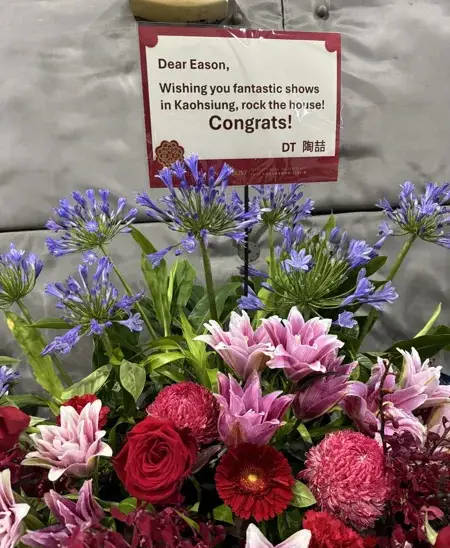 Dear Eason,
Wishing you fantastic shows
in Kaohsiung, rock the house!
Congrats!
DT 陶喆